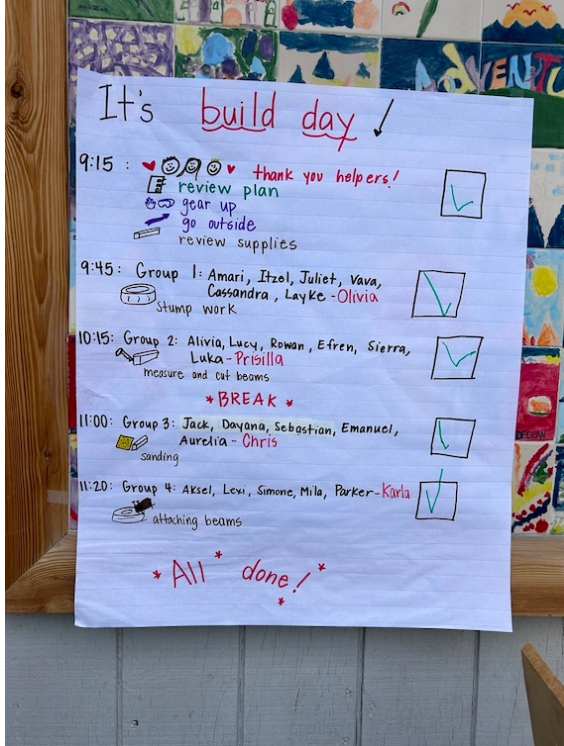 ADVENTU
It's build day
9:15 : thank you helpers!
review plan
gear up
go outside
review supplies
9:45: Group 1: Amari, Itzel, Juliet, Vava,
Cassandra, Layke - Olivia
Stump work
10:15: Group 2: Alivia, Lucy, Rowan, Efren, Sierra,
Luka - Prisilla
measure and cut beams
* BREAK *
11:00: Group 3: Jack, Dayana, Sebastian, Emanuel,
Aurelia - Chris
sanding
11:20: Group 4: Aksel, Lexi, Simone, Mila, Parker - Karla
attaching beams
* All * done! *
*
DECLAN